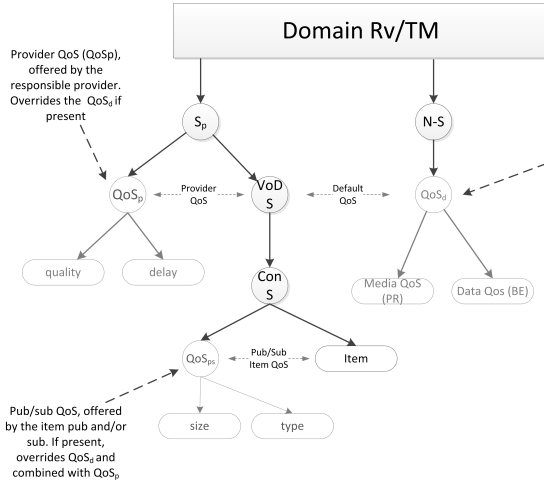 Domain Rv/TM
Provider QoS (QoSp),
offered by the
responsible provider.
Overrides the QoSd if
present
Sp
N-S
QoSp
Provider
QoS
VoD
S
Default
QoS
QoSd
quality
delay
Media QoS
(PR)
Data Qos (BE)
Con
S
QoSps
Pub/Sub
Item QoS
Item
Pub/sub QoS, offered
by the item pub and/or
sub. If present,
overrides QoSd and
combined with QoSp
size
type